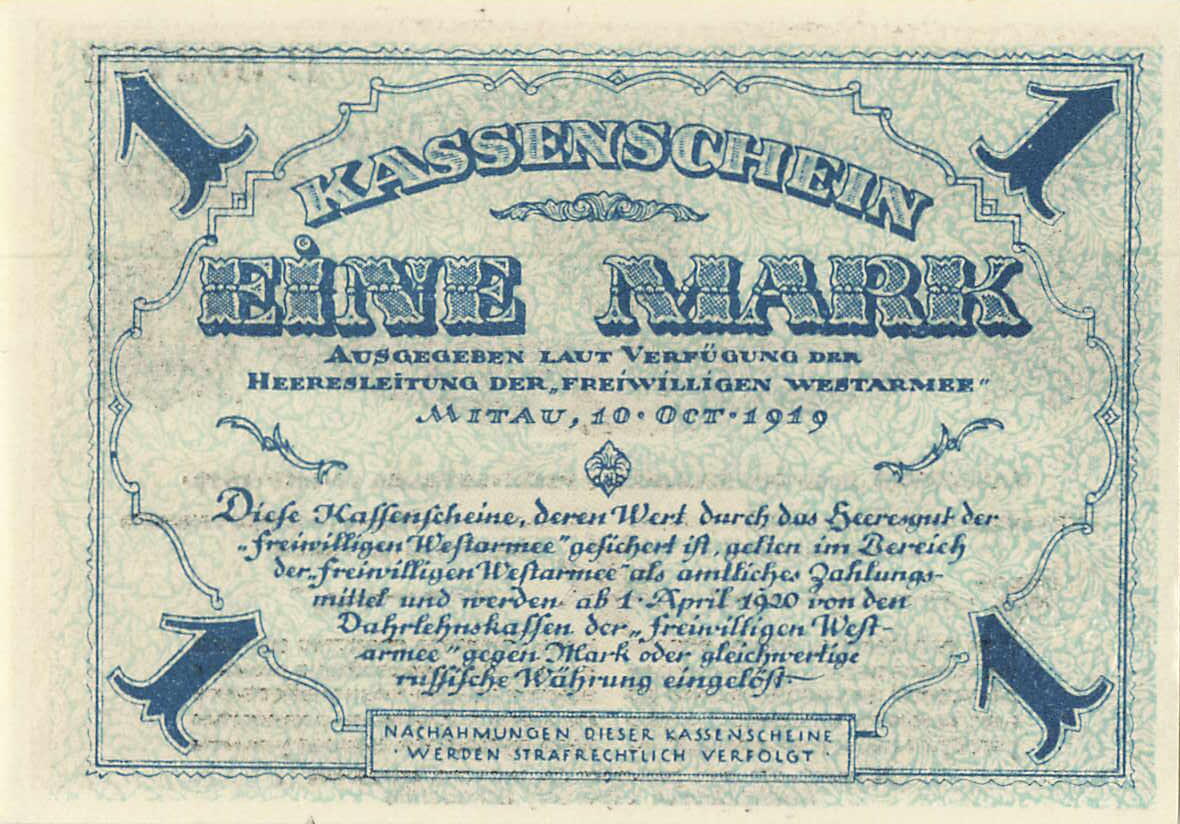 1 1
KASSENSCHEIN
EINE MARK
AUSGEGEBEN LAUT VERFÜGUNG DER
HEERESLEITUNG DER „FREIWILLIGEN WESTARMEE"
MITAU, 10·OCT·1919
Diese Kassenscheine, deren Wert durch das Heeresgut der
„Freiwilligen Westarmee" gesichert ist, gelten im Bereich
der „Freiwilligen Westarmee" als amtliches Zahlungs-
mittel und werden ab 1·April 1920 von den
Dahrlehnskassen der „Freiwilligen West-
armee" gegen Mark oder gleichwertige
russische Währung eingelöst
1 1
NACHAHMUNGEN DIESER KASSENSCHEINE
WERDEN STRAFRECHTLICH VERFOLGT·